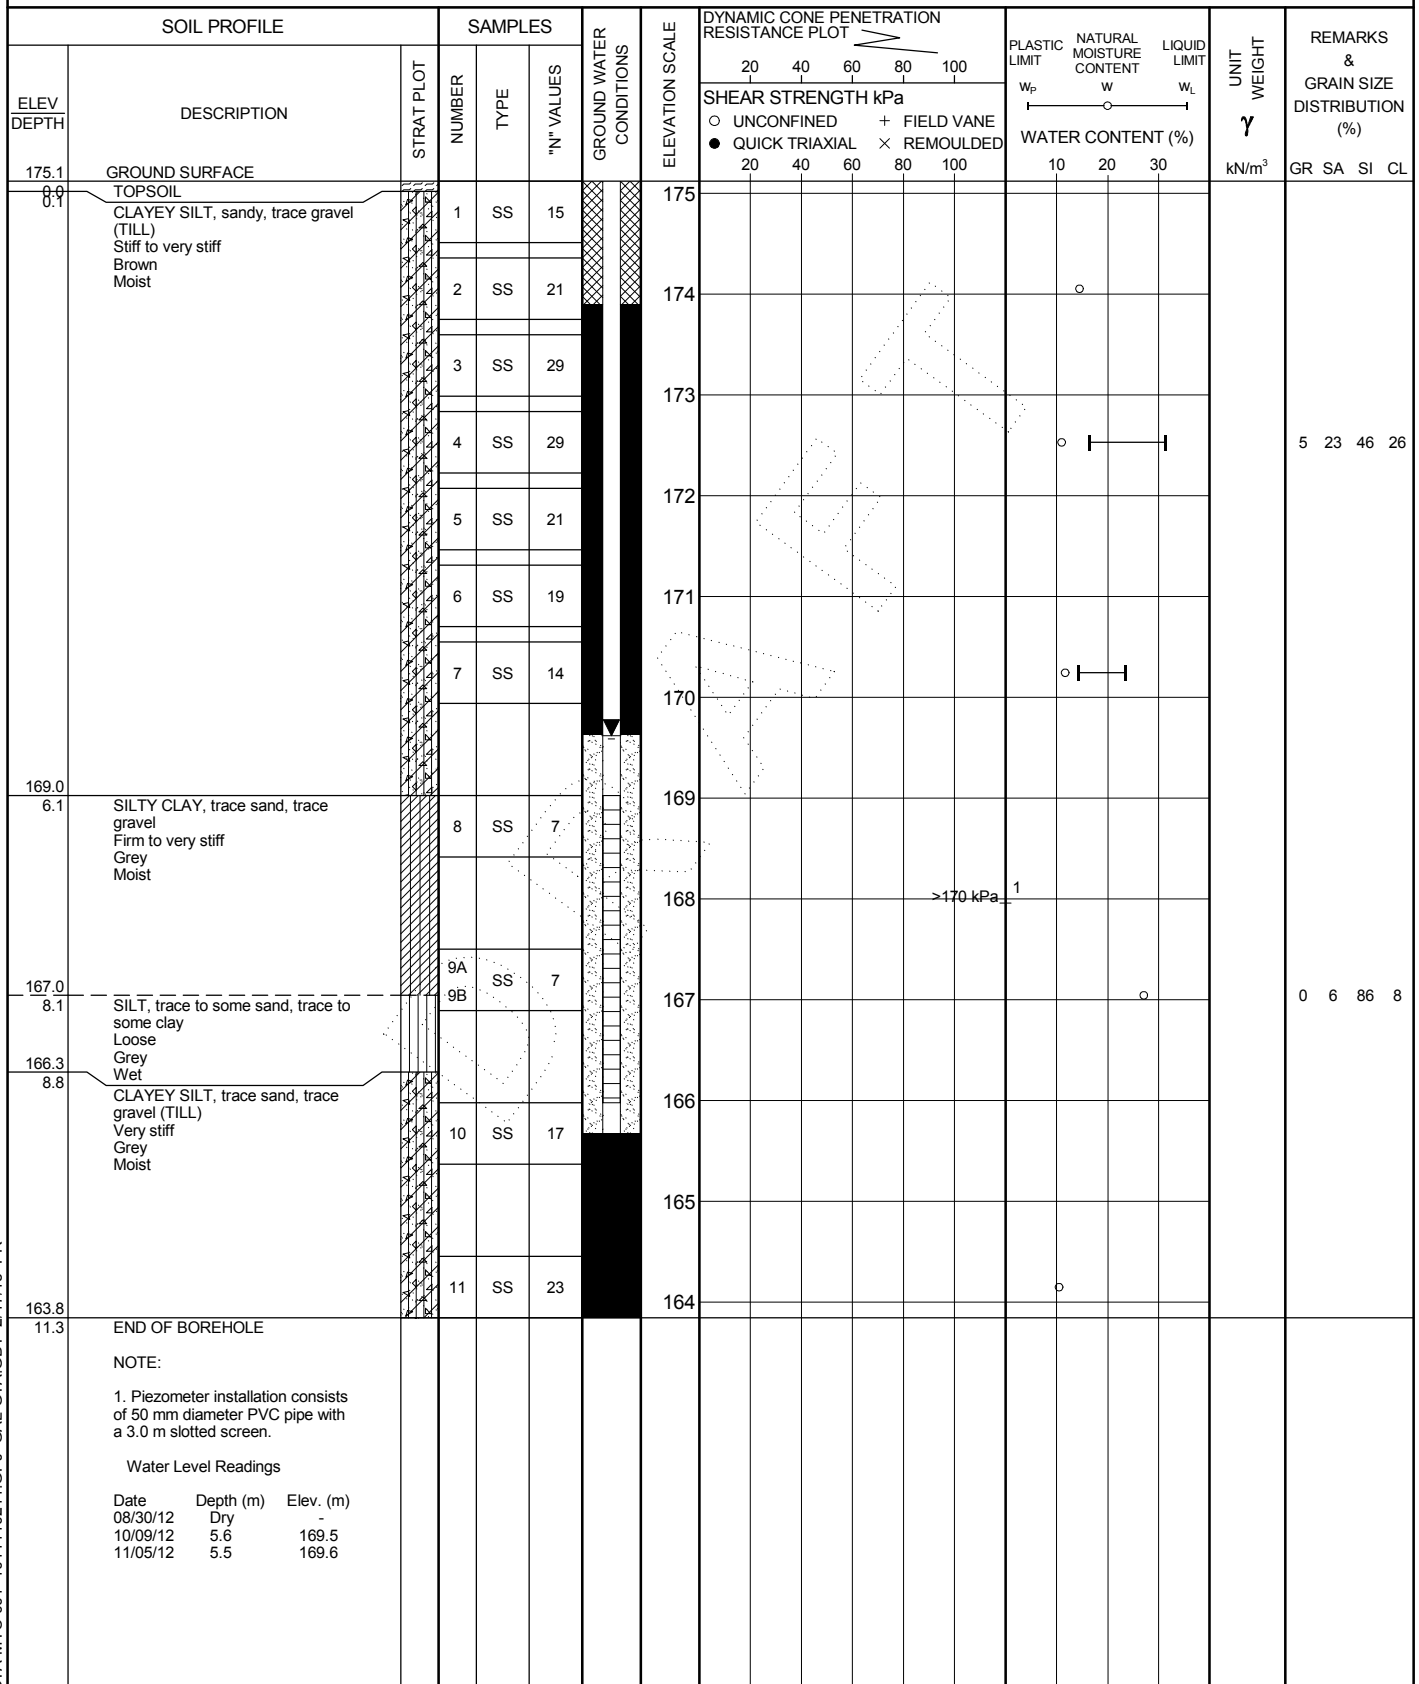 SOIL PROFILE
SAMPLES
GROUND WATER CONDITIONS
ELEVATION SCALE
DYNAMIC CONE PENETRATION
RESISTANCE PLOT
20 40 60 80 100
SHEAR STRENGTH kPa
○ UNCONFINED + FIELD VANE
● QUICK TRIAXIAL × REMOULDED
20 40 60 80 100
PLASTIC LIMIT
NATURAL MOISTURE CONTENT
LIQUID LIMIT
WP W WL
WATER CONTENT (%)
10 20 30
UNIT WEIGHT
γ
kN/m³
REMARKS
&
GRAIN SIZE
DISTRIBUTION
(%)
GR SA SI CL
ELEV
DEPTH
DESCRIPTION
STRAT PLOT
NUMBER
TYPE
"N" VALUES
175.1 GROUND SURFACE
0.0 TOPSOIL
0.1
CLAYEY SILT, sandy, trace gravel
(TILL)
Stiff to very stiff
Brown
Moist
1 SS 15
2 SS 21
3 SS 29
4 SS 29
5 23 46 26
5 SS 21
6 SS 19
7 SS 14
169.0
6.1 SILTY CLAY, trace sand, trace
gravel
Firm to very stiff
Grey
Moist
8 SS 7
>170 kPa
1
9A SS 7
9B
0 6 86 8
167.0
8.1 SILT, trace to some sand, trace to
some clay
Loose
Grey
Wet
166.3
8.8
CLAYEY SILT, trace sand, trace
gravel (TILL)
Very stiff
Grey
Moist
10 SS 17
11 SS 23
163.8
11.3 END OF BOREHOLE
175
174
173
172
171
170
169
168
167
166
165
164
DRAFT
NOTE:
1. Piezometer installation consists
of 50 mm diameter PVC pipe with
a 3.0 m slotted screen.
Water Level Readings
Date Depth (m) Elev. (m)
08/30/12 Dry -
10/09/12 5.6 169.5
11/05/12 5.5 169.6